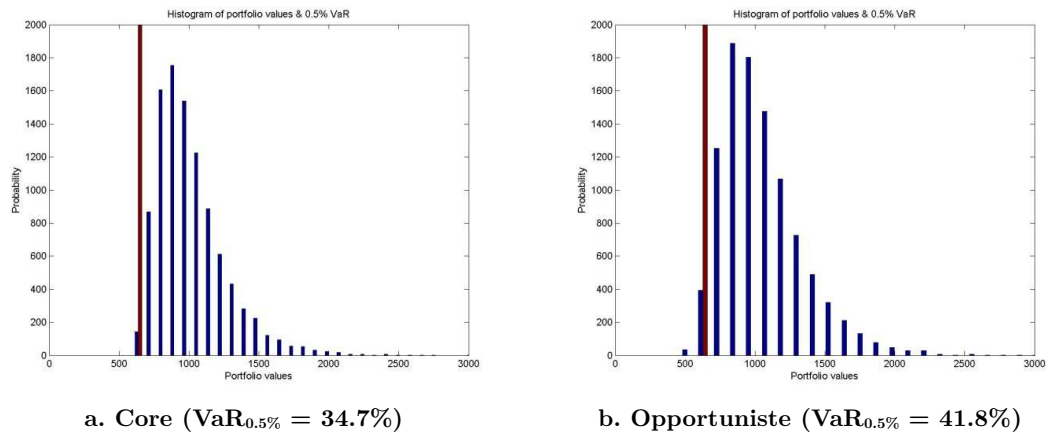 Histogram of portfolio values & 0.5% VaR
Probability
2000
1800
1600
1400
1200
1000
800
600
400
200
0
0 500 1000 1500 2000 2500 3000
Portfolio values
a. Core (VaR0.5% = 34.7%)
Histogram of portfolio values & 0.5% VaR
Probability
2000
1800
1600
1400
1200
1000
800
600
400
200
0
0 500 1000 1500 2000 2500 3000
Portfolio values
b. Opportuniste (VaR0.5% = 41.8%)